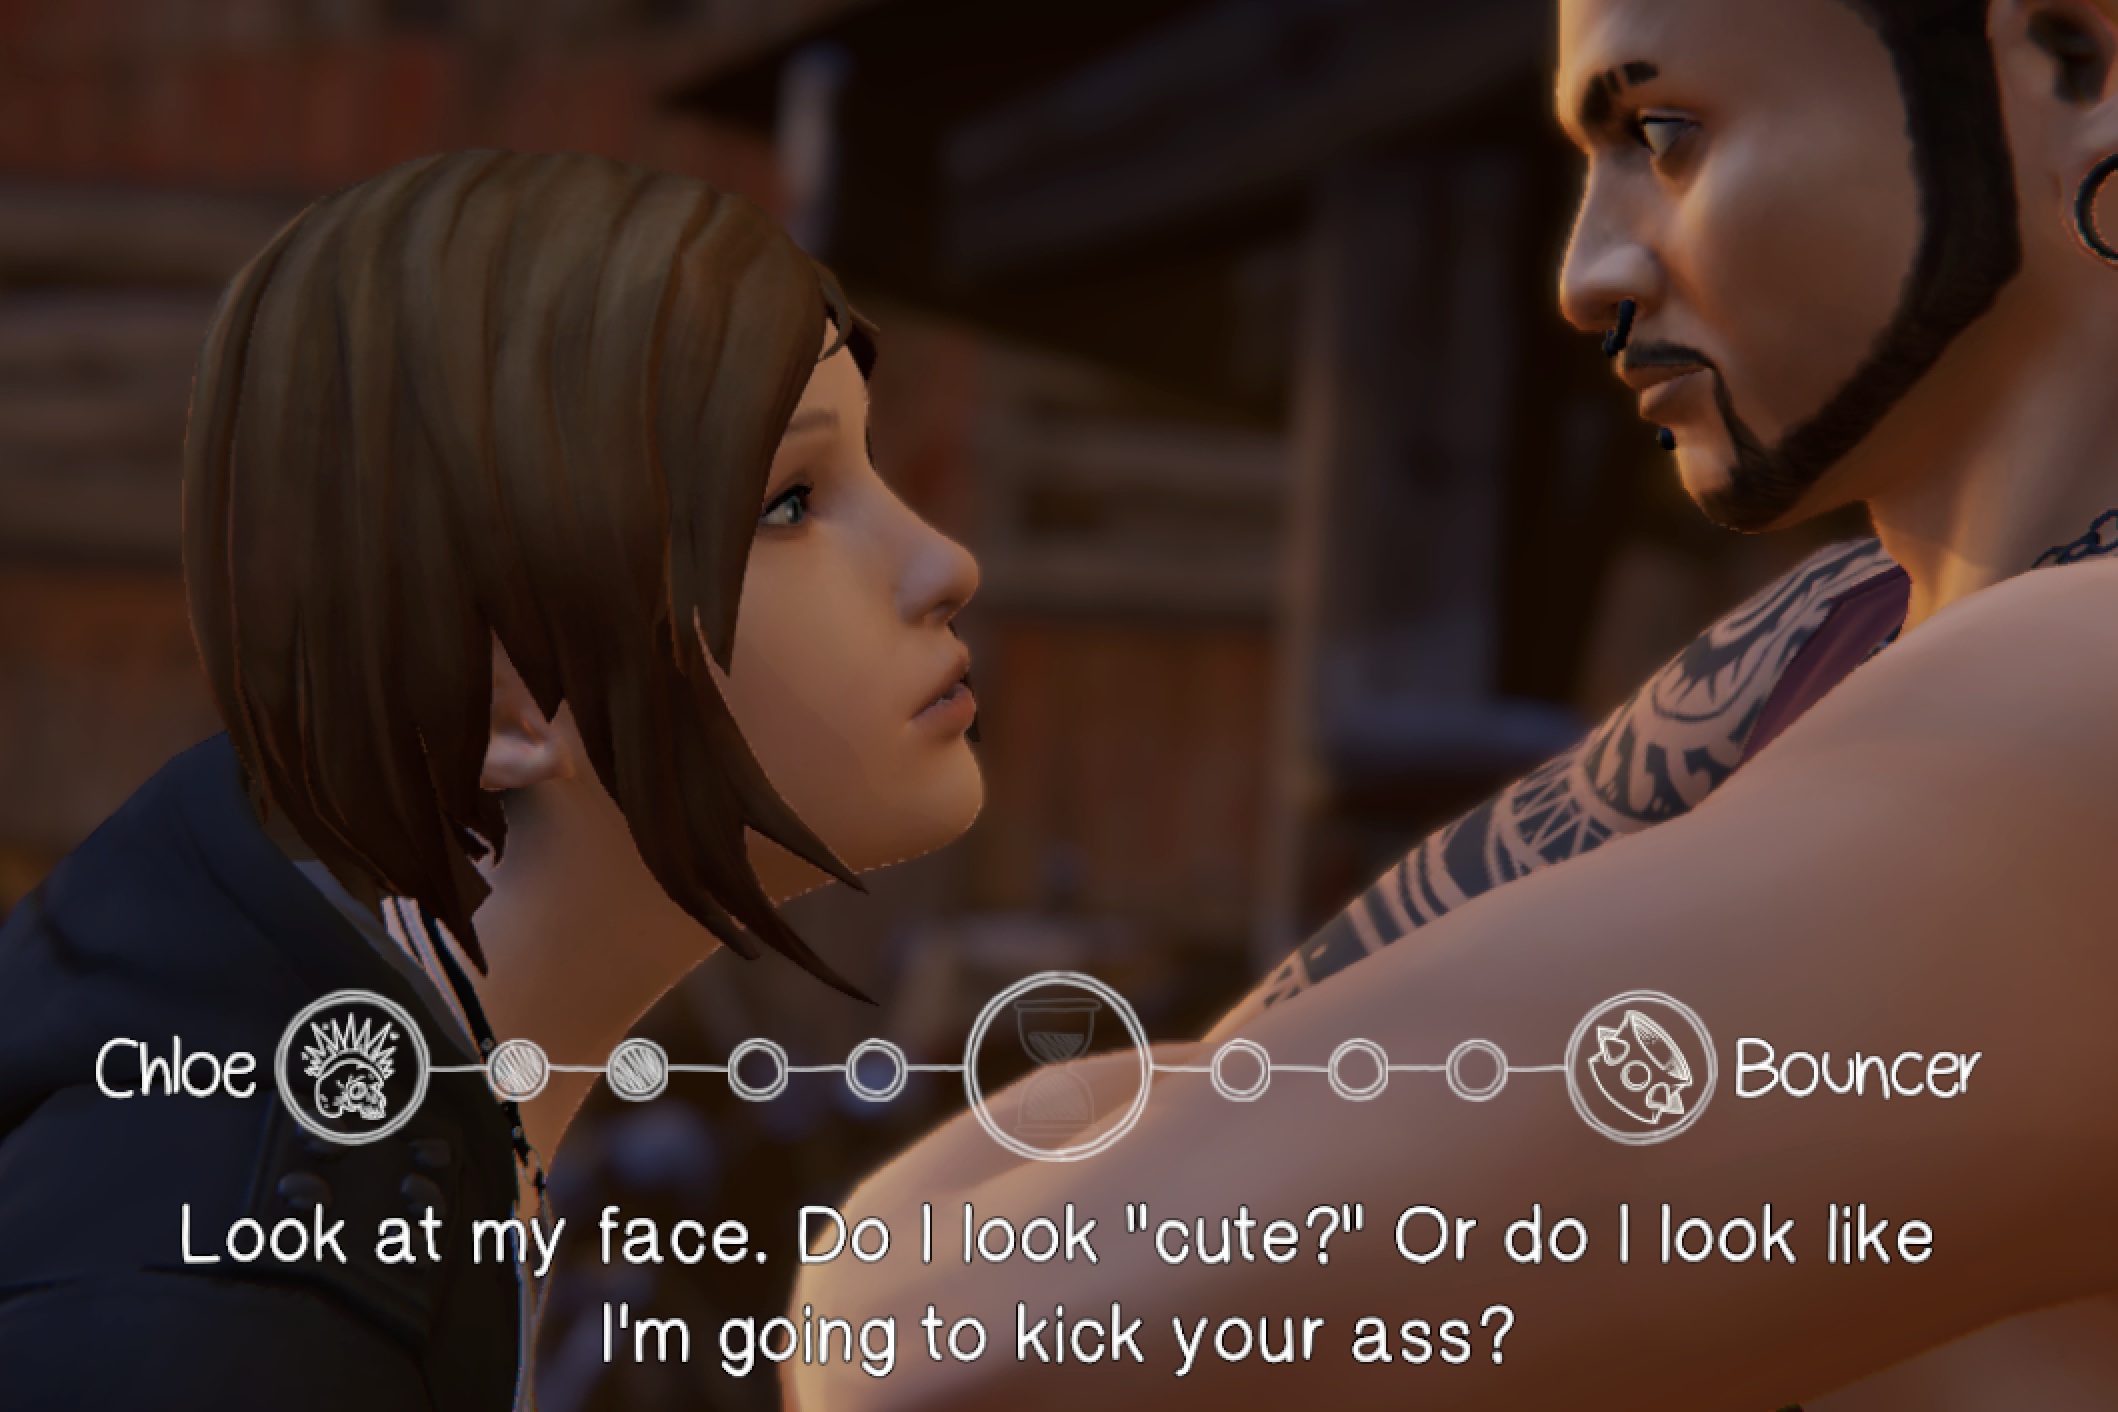 Chloe
Bouncer
Look at my face. Do I look "cute?" Or do I look like
I'm going to kick your ass?